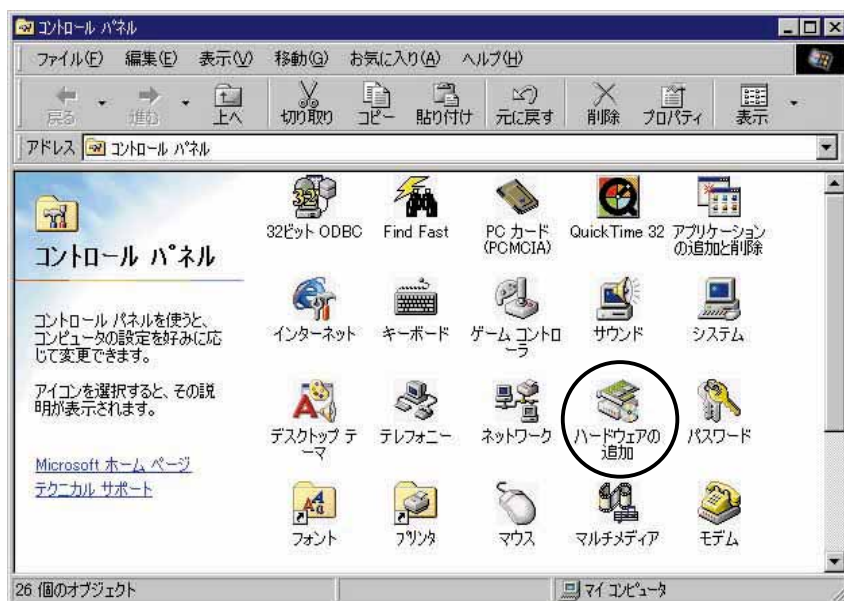 コントロール パネル
ファイル(F) 編集(E) 表示(V) 移動(G) お気に入り(A) ヘルプ(H)
戻る 進む 上へ 切り取り コピー 貼り付け 元に戻す 削除 プロパティ 表示
アドレス コントロール パネル
コントロール パネル
コントロール パネルを使うと、
コンピュータの設定を好みに応
じて変更できます。
アイコンを選択すると、その説
明が表示されます。
Microsoft ホーム ページ
テクニカル サポート
32ビット ODBC
Find Fast
PC カード
(PCMCIA)
QuickTime 32
アプリケーション
の追加と削除
インターネット
キーボード
ゲーム コントロ
ーラ
サウンド
システム
デスクトップ テ
ーマ
テレフォニー
ネットワーク
ハードウェアの
追加
パスワード
フォント
プリンタ
マウス
マルチメディア
モデム
26 個のオブジェクト
マイ コンピュータ